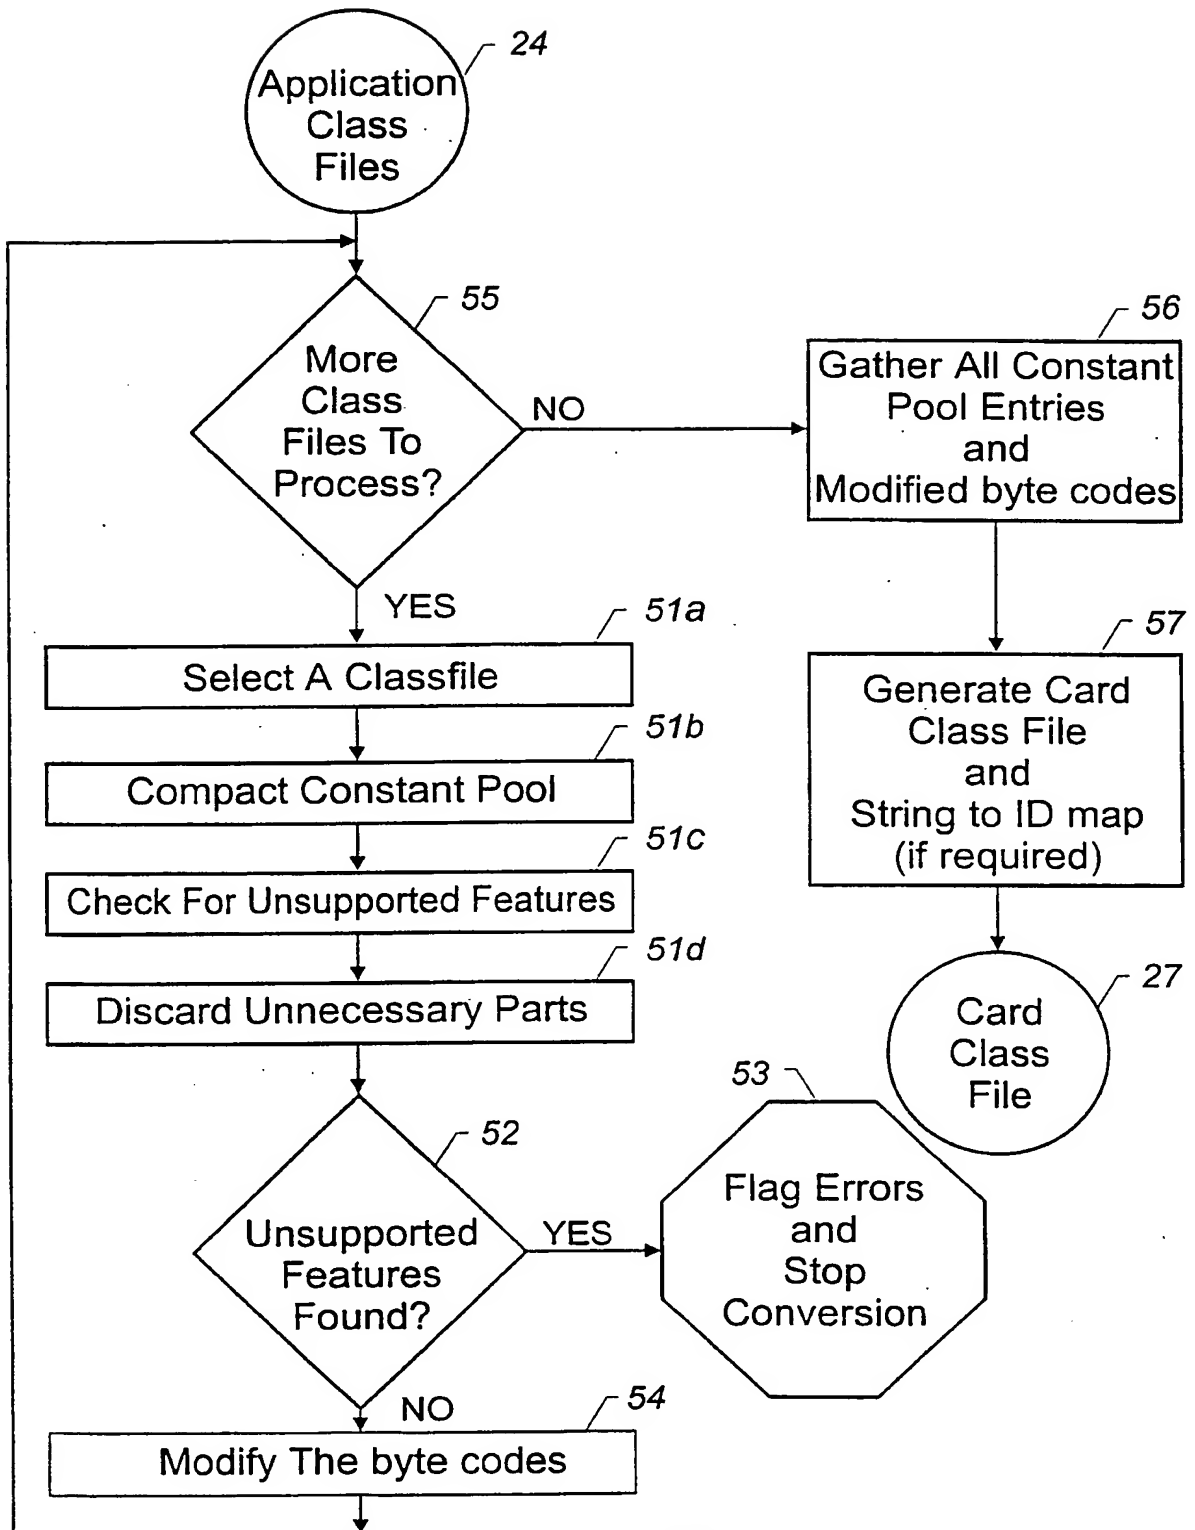 24
Application
Class
Files
55
More
Class
Files To
Process?
NO
56
Gather All Constant
Pool Entries
and
Modified byte codes
YES
51a
Select A Classfile
57
Generate Card
Class File
and
String to ID map
(if required)
51b
Compact Constant Pool
51c
Check For Unsupported Features
51d
Discard Unnecessary Parts
27
Card
Class
File
52
Unsupported
Features
Found?
YES
53
Flag Errors
and
Stop
Conversion
NO
54
Modify The byte codes